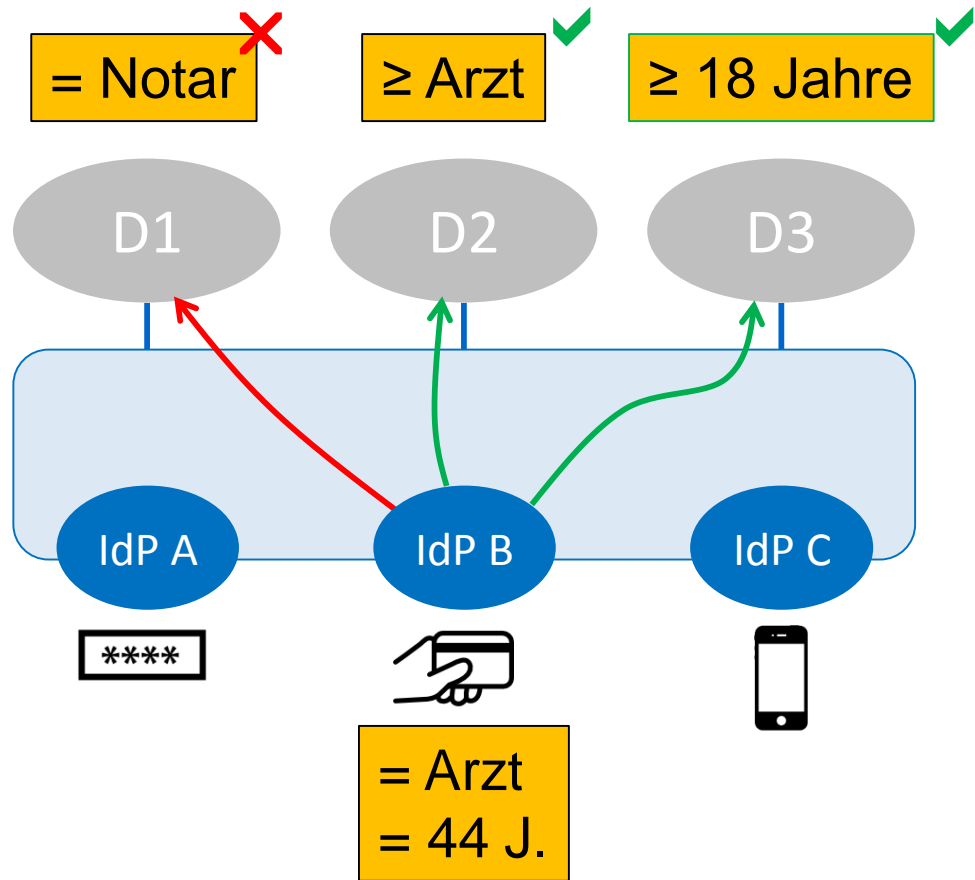 = Notar
≥ Arzt
≥ 18 Jahre
D1
D2
D3
IdP A
IdP B
IdP C
****
= Arzt
= 44 J.